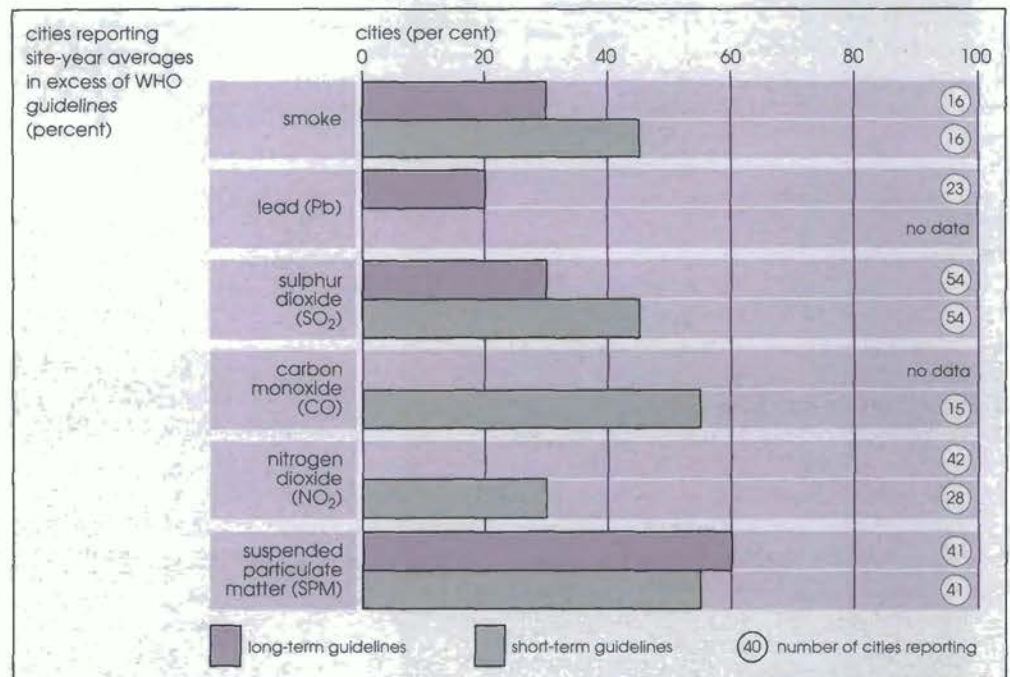 cities reporting
site-year averages
in excess of WHO
guidelines
(percent)
cities (per cent)
0 20 40 60 80 100
smoke
16
16
lead (Pb)
23
no data
sulphur
dioxide
(SO₂)
54
54
carbon
monoxide
(CO)
no data
15
nitrogen
dioxide
(NO₂)
42
28
suspended
particulate
matter (SPM)
41
41
long-term guidelines
short-term guidelines
40 number of cities reporting